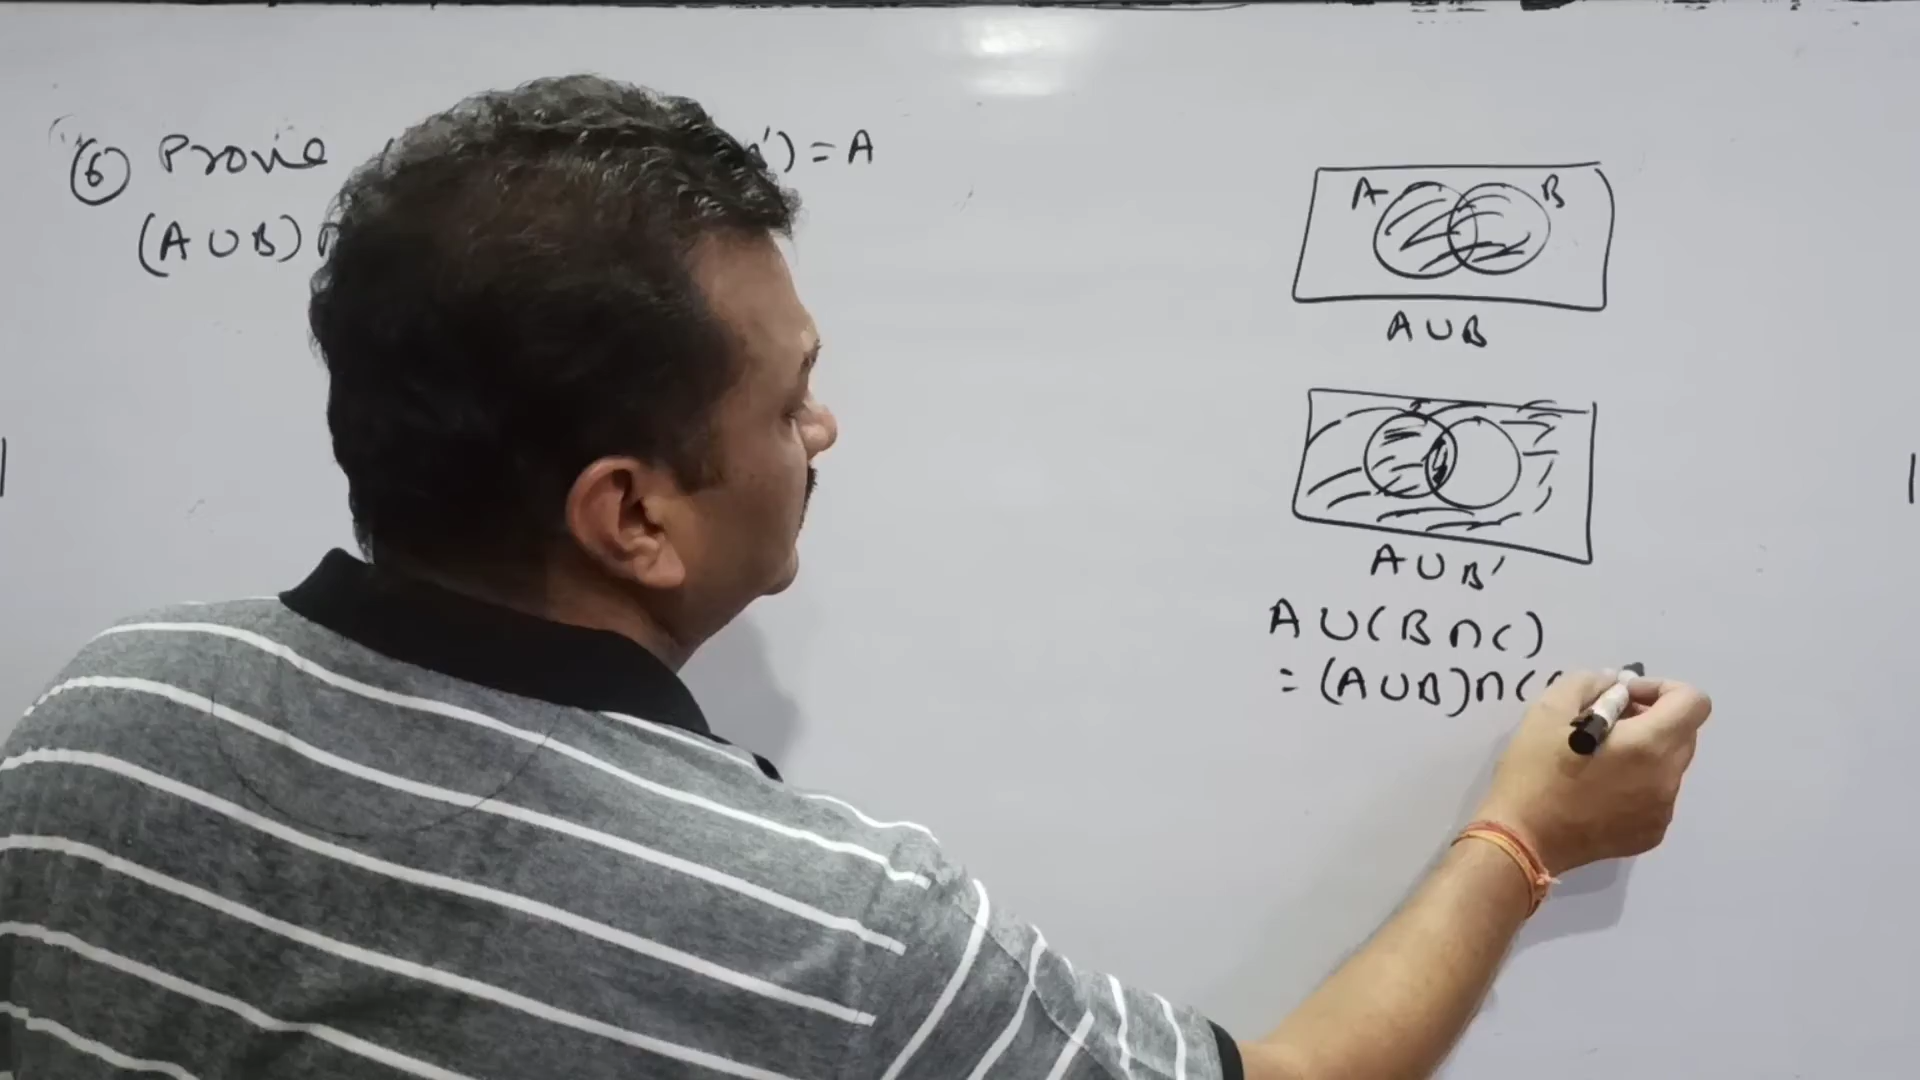 ⑥ Prove ( ') = A
(A ∪ B) ∩
A B
A ∪ B
A ∪ B'
A ∪ (B ∩ C)
= (A ∪ B) ∩ (